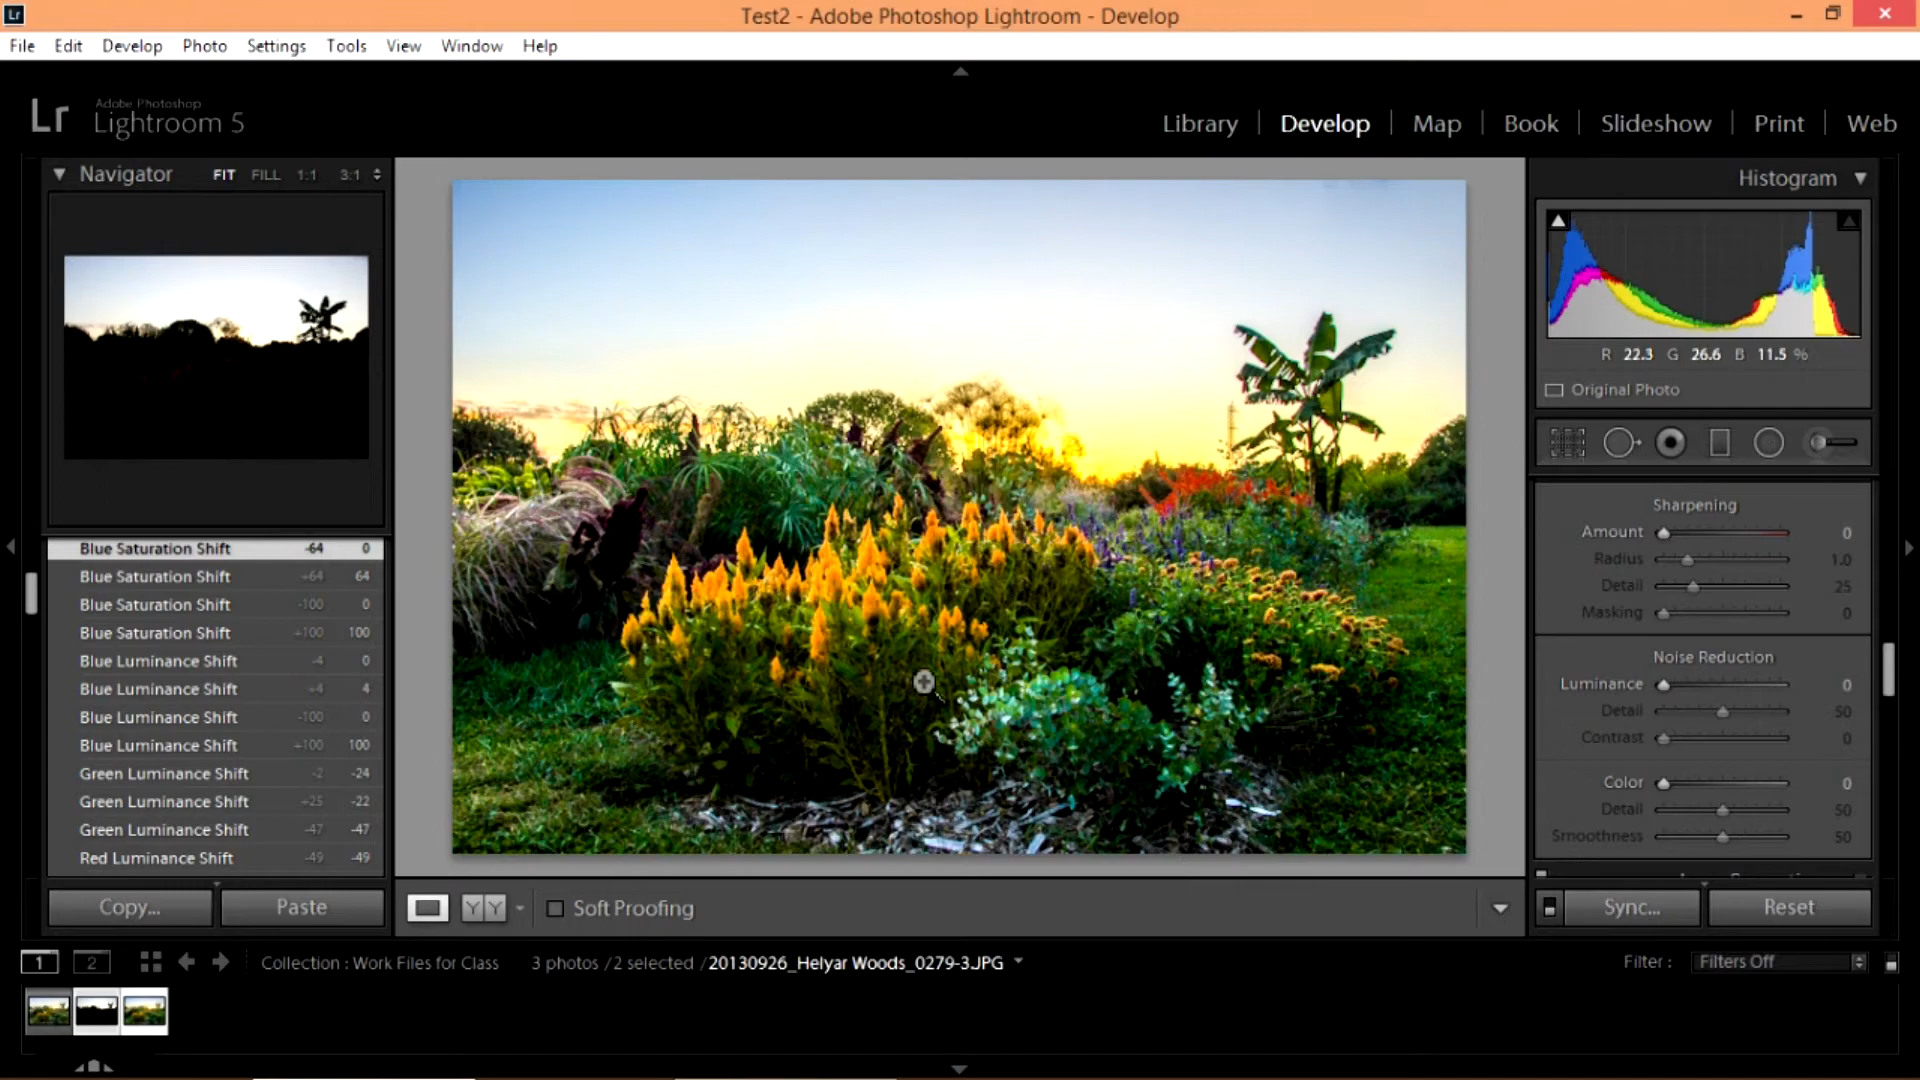 Lr
Test2 - Adobe Photoshop Lightroom - Develop
File Edit Develop Photo Settings Tools View Window Help
Lr
Adobe Photoshop
Lightroom 5
Library Develop Map Book Slideshow Print Web
Navigator FIT FILL 1:1 3:1
Histogram
R 22.3 G 26.6 B 11.5 %
Original Photo
Sharpening
Amount 0
Radius 1.0
Detail 25
Masking 0
Noise Reduction
Luminance 0
Detail 50
Contrast 0
Color 0
Detail 50
Smoothness 50
Blue Saturation Shift -64 0
Blue Saturation Shift +64 64
Blue Saturation Shift -100 0
Blue Saturation Shift +100 100
Blue Luminance Shift -4 0
Blue Luminance Shift +4 4
Blue Luminance Shift -100 0
Blue Luminance Shift +100 100
Green Luminance Shift -2 -24
Green Luminance Shift +25 -22
Green Luminance Shift -47 -47
Red Luminance Shift -49 -49
Copy... Paste
YY
Soft Proofing
Sync... Reset
1 2
Collection : Work Files for Class 3 photos /2 selected /20130926_Helyar Woods_0279-3.JPG
Filter : Filters Off